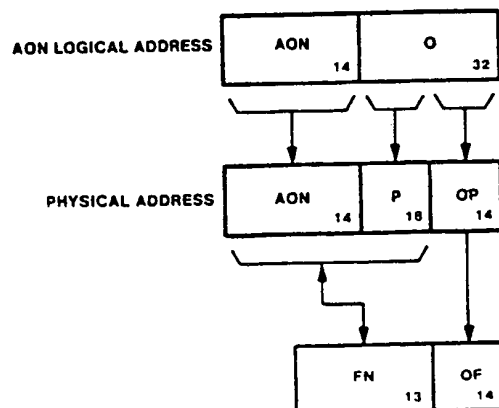 AON LOGICAL ADDRESS
AON
14
O
32
PHYSICAL ADDRESS
AON
14
P
18
OP
14
FN
13
OF
14